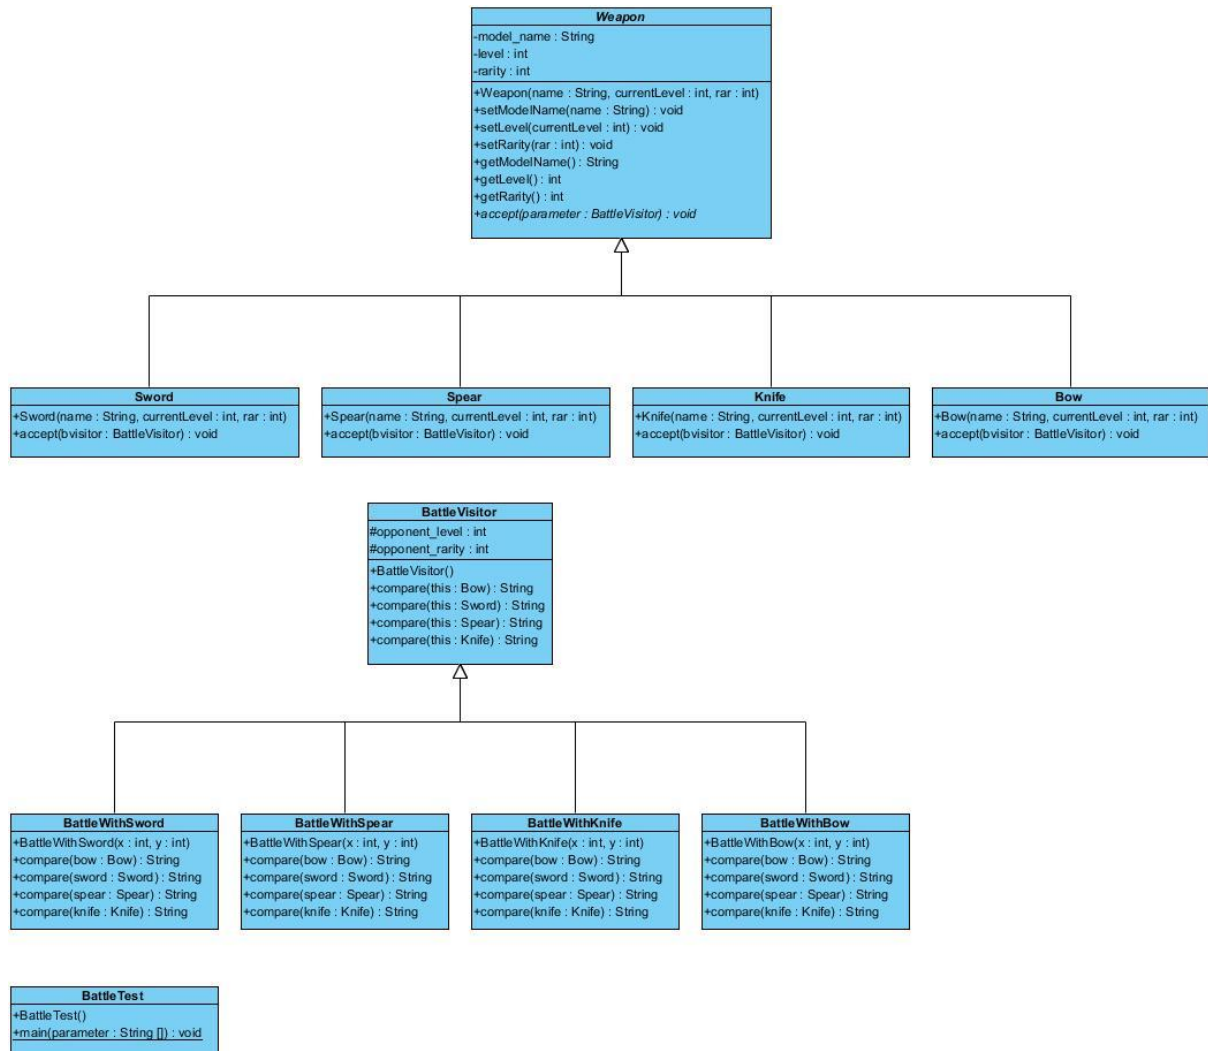 Weapon
-model_name : String
-level : int
-rarity : int
+Weapon(name : String, currentLevel : int, rar : int)
+setModelName(name : String) : void
+setLevel(currentLevel : int) : void
+setRarity(rar : int) : void
+getModelName() : String
+getLevel() : int
+getRarity() : int
+accept(parameter : BattleVisitor) : void
Sword
+Sword(name : String, currentLevel : int, rar : int)
+accept(bvisitor : BattleVisitor) : void
Spear
+Spear(name : String, currentLevel : int, rar : int)
+accept(bvisitor : BattleVisitor) : void
Knife
+Knife(name : String, currentLevel : int, rar : int)
+accept(bvisitor : BattleVisitor) : void
Bow
+Bow(name : String, currentLevel : int, rar : int)
+accept(bvisitor : BattleVisitor) : void
BattleVisitor
#opponent_level : int
#opponent_rarity : int
+BattleVisitor()
+compare(this : Bow) : String
+compare(this : Sword) : String
+compare(this : Spear) : String
+compare(this : Knife) : String
BattleWithSword
+BattleWithSword(x : int, y : int)
+compare(bow : Bow) : String
+compare(sword : Sword) : String
+compare(spear : Spear) : String
+compare(knife : Knife) : String
BattleWithSpear
+BattleWithSpear(x : int, y : int)
+compare(bow : Bow) : String
+compare(sword : Sword) : String
+compare(spear : Spear) : String
+compare(knife : Knife) : String
BattleWithKnife
+BattleWithKnife(x : int, y : int)
+compare(bow : Bow) : String
+compare(sword : Sword) : String
+compare(spear : Spear) : String
+compare(knife : Knife) : String
BattleWithBow
+BattleWithBow(x : int, y : int)
+compare(bow : Bow) : String
+compare(sword : Sword) : String
+compare(spear : Spear) : String
+compare(knife : Knife) : String
BattleTest
+BattleTest()
+main(parameter : String []) : void